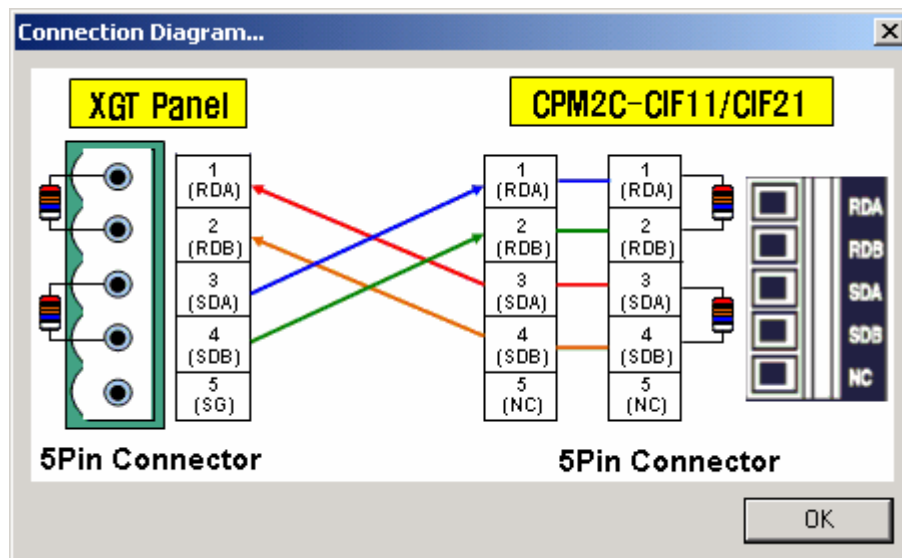 Connection Diagram...
XGT Panel
CPM2C-CIF11/CIF21
1
(RDA)
2
(RDB)
3
(SDA)
4
(SDB)
5
(SG)
1
(RDA)
2
(RDB)
3
(SDA)
4
(SDB)
5
(NC)
1
(RDA)
2
(RDB)
3
(SDA)
4
(SDB)
5
(NC)
RDA
RDB
SDA
SDB
NC
5Pin Connector
5Pin Connector
OK